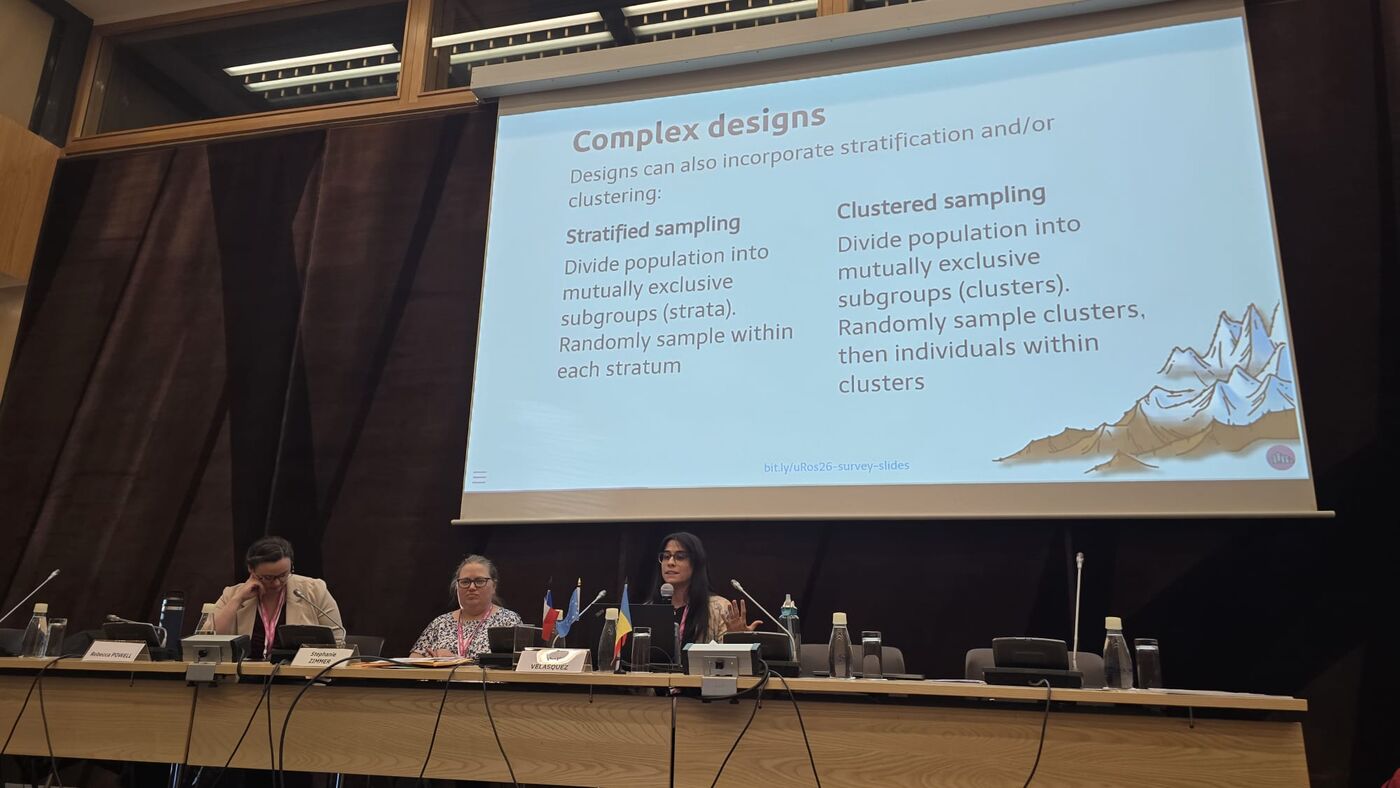 Complex designs
Designs can also incorporate stratification and/or
clustering:
Stratified sampling
Divide population into
mutually exclusive
subgroups (strata).
Randomly sample within
each stratum
Clustered sampling
Divide population into
mutually exclusive
subgroups (clusters).
Randomly sample clusters,
then individuals within
clusters
bit.ly/uRos26-survey-slides
Rebecca POWELL
Stephanie
ZIMMER
VELASQUEZ